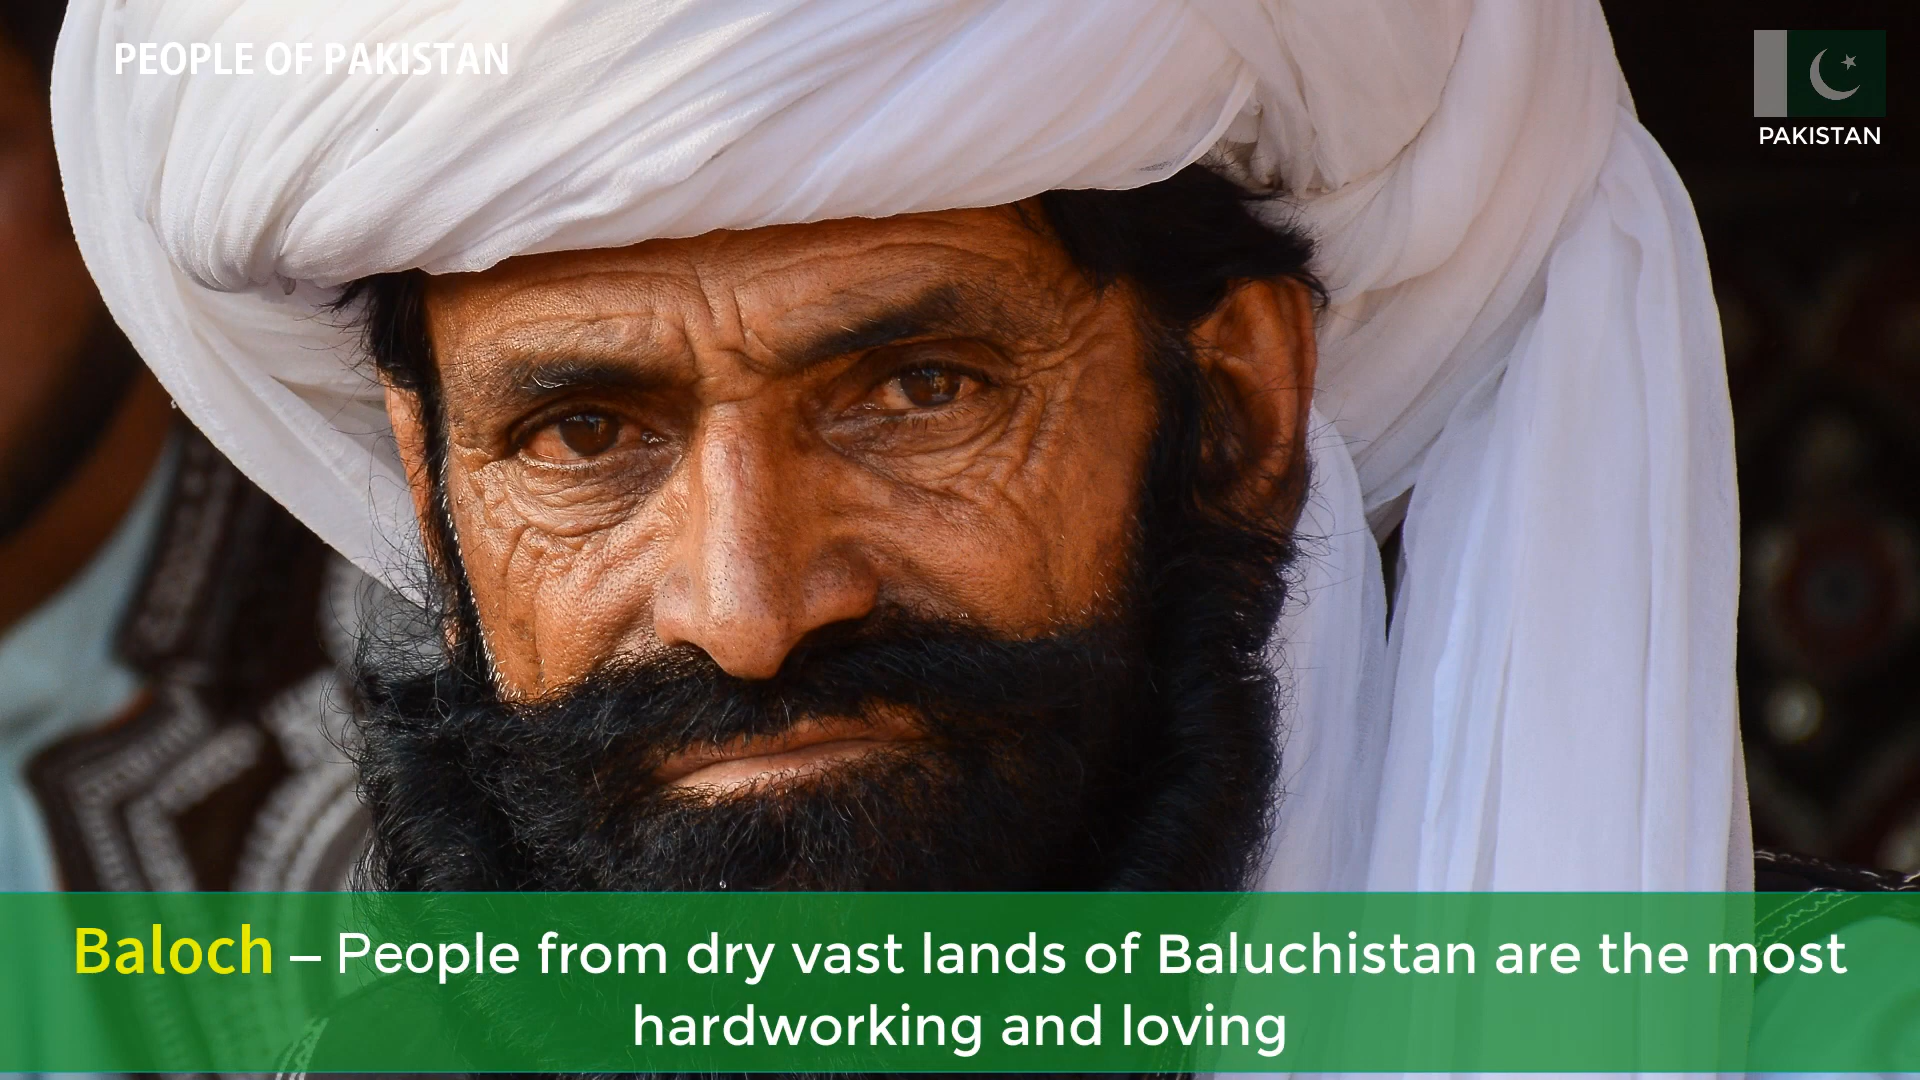 PEOPLE OF PAKISTAN
PAKISTAN
Baloch – People from dry vast lands of Baluchistan are the most
hardworking and loving